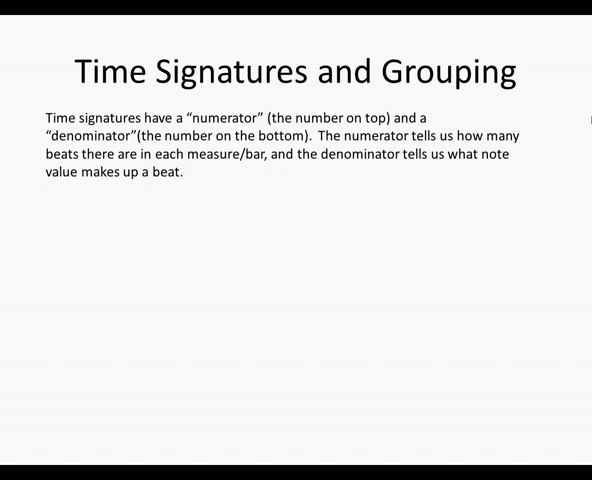 Time Signatures and Grouping
Time signatures have a “numerator” (the number on top) and a
“denominator”(the number on the bottom).  The numerator tells us how many
beats there are in each measure/bar, and the denominator tells us what note
value makes up a beat.